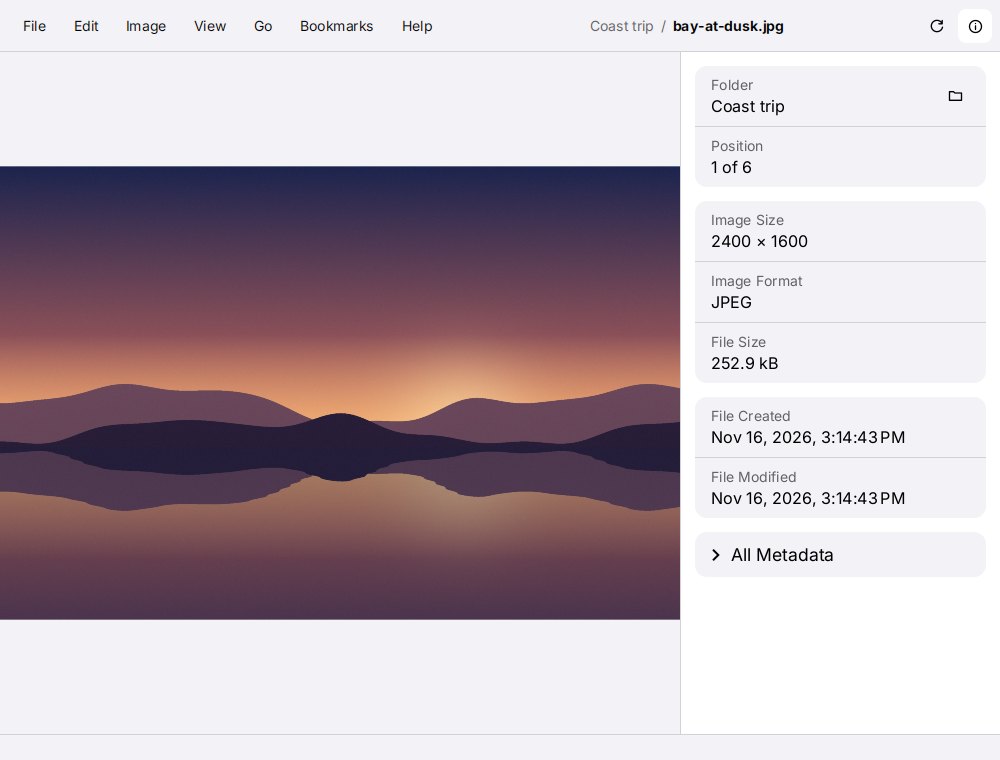 File Edit Image View Go Bookmarks Help Coast trip / bay-at-dusk.jpg
Folder
Coast trip
Position
1 of 6
Image Size
2400 × 1600
Image Format
JPEG
File Size
252.9 kB
File Created
Nov 16, 2026, 3:14:43 PM
File Modified
Nov 16, 2026, 3:14:43 PM
All Metadata